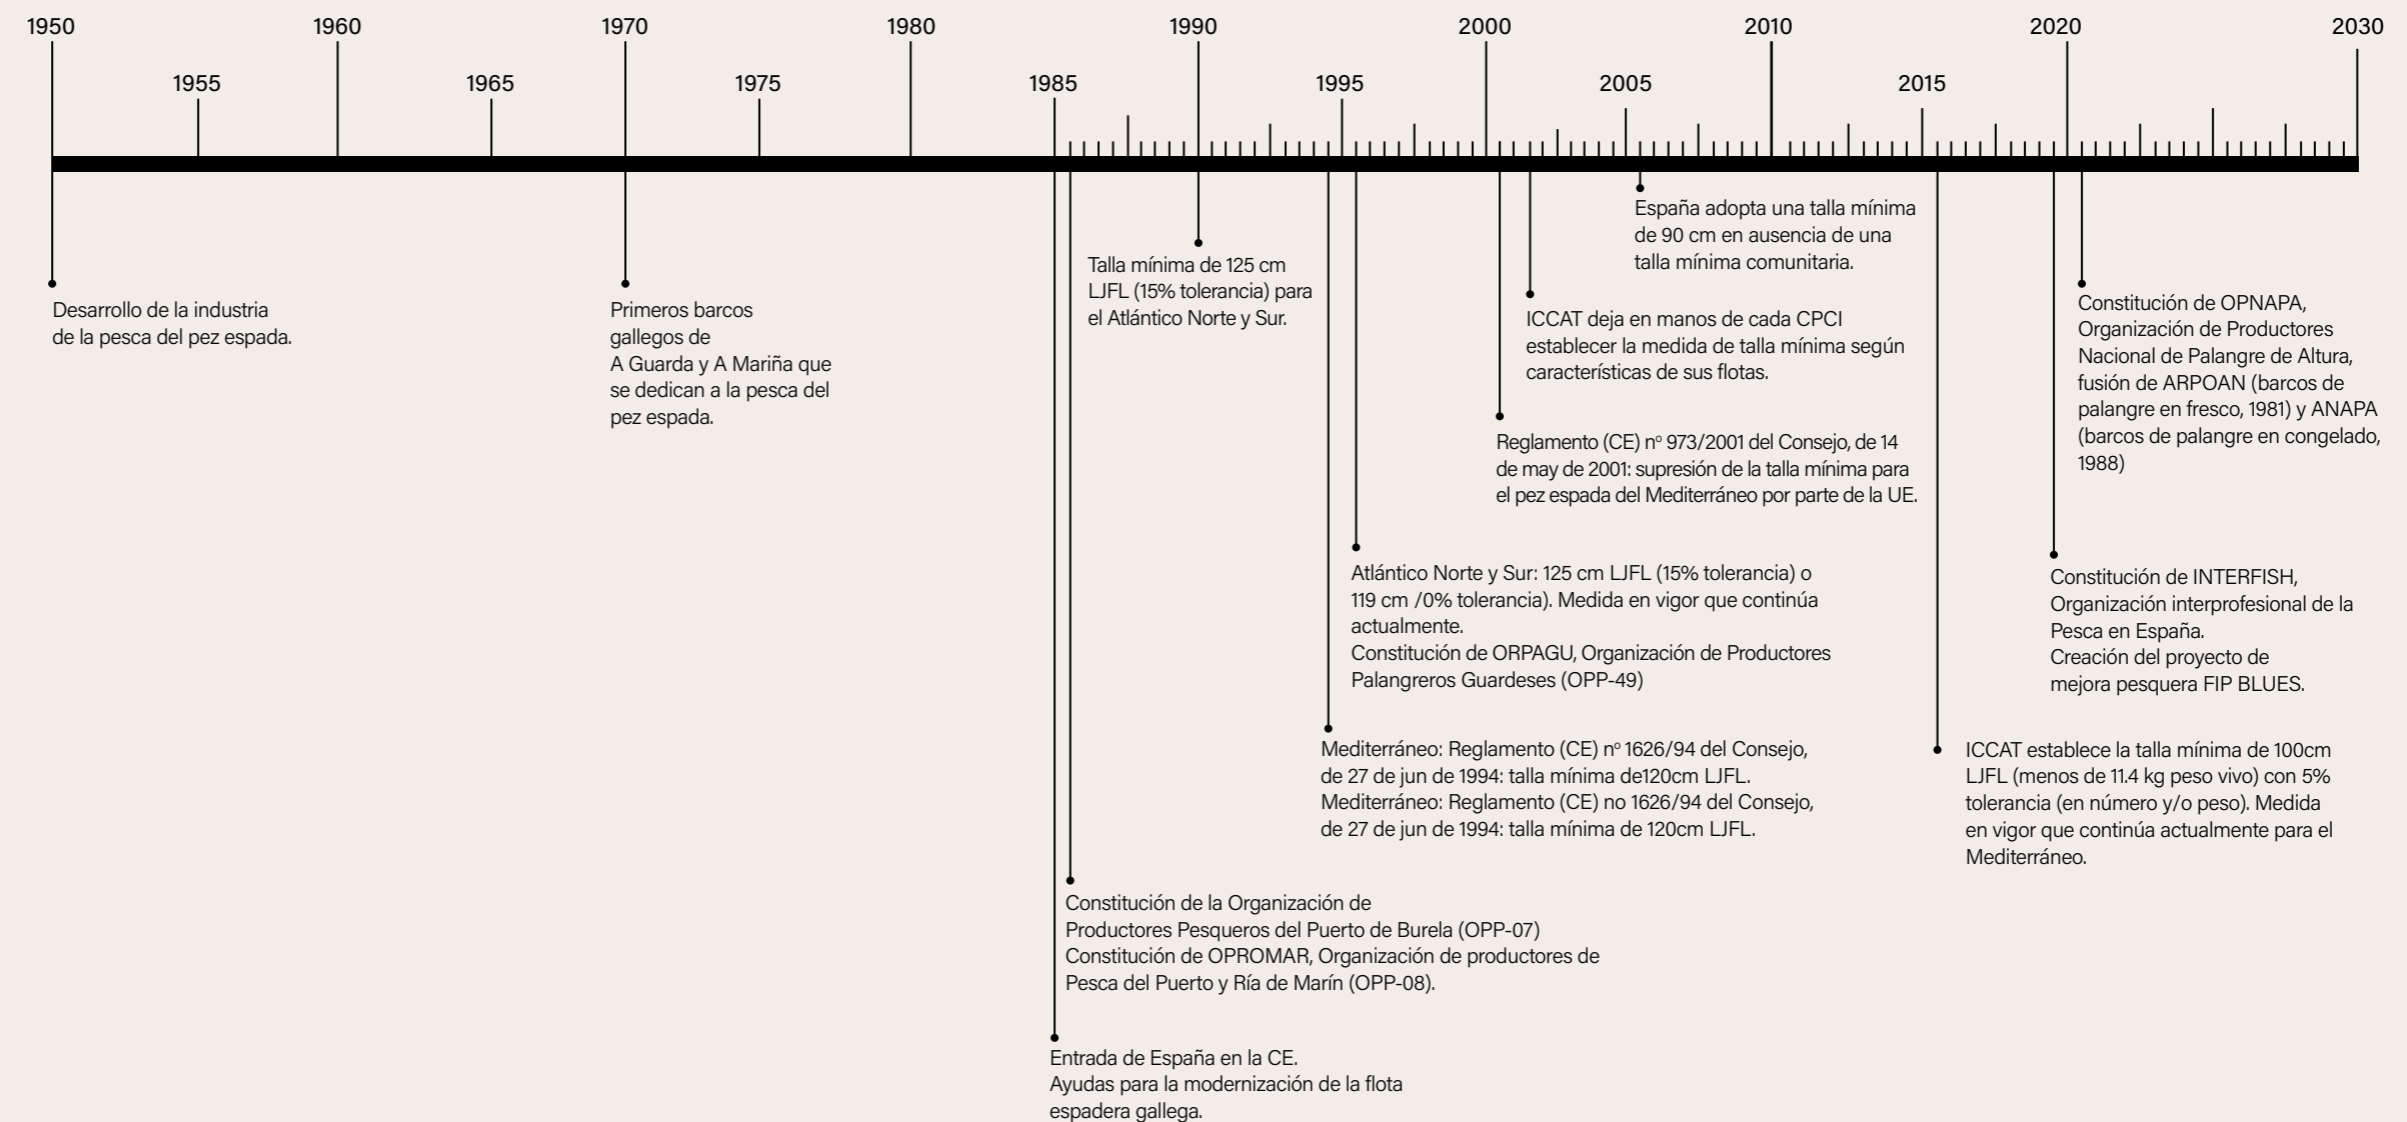 1950
1960
1970
1980
1990
2000
2010
2020
2030
1955
1965
1975
1985
1995
2005
2015
Desarrollo de la industria
de la pesca del pez espada.
Primeros barcos
gallegos de
A Guarda y A Mariña que
se dedican a la pesca del
pez espada.
Talla mínima de 125 cm
LJFL (15% tolerancia) para
el Atlántico Norte y Sur.
España adopta una talla mínima
de 90 cm en ausencia de una
talla mínima comunitaria.
ICCAT deja en manos de cada CPCI
establecer la medida de talla mínima según
características de sus flotas.
Reglamento (CE) nº 973/2001 del Consejo, de 14
de may de 2001: supresión de la talla mínima para
el pez espada del Mediterráneo por parte de la UE.
Constitución de OPNAPA,
Organización de Productores
Nacional de Palangre de Altura,
fusión de ARPOAN (barcos de
palangre en fresco, 1981) y ANAPA
(barcos de palangre en congelado,
1988)
Atlántico Norte y Sur: 125 cm LJFL (15% tolerancia) o
119 cm /0% tolerancia). Medida en vigor que continúa
actualmente.
Constitución de ORPAGU, Organización de Productores
Palangreros Guardeses (OPP-49)
Constitución de INTERFISH,
Organización interprofesional de la
Pesca en España.
Creación del proyecto de
mejora pesquera FIP BLUES.
Mediterráneo: Reglamento (CE) nº 1626/94 del Consejo,
de 27 de jun de 1994: talla mínima de120cm LJFL.
Mediterráneo: Reglamento (CE) no 1626/94 del Consejo,
de 27 de jun de 1994: talla mínima de 120cm LJFL.
ICCAT establece la talla mínima de 100cm
LJFL (menos de 11.4 kg peso vivo) con 5%
tolerancia (en número y/o peso). Medida
en vigor que continúa actualmente para el
Mediterráneo.
Constitución de la Organización de
Productores Pesqueros del Puerto de Burela (OPP-07)
Constitución de OPROMAR, Organización de productores de
Pesca del Puerto y Ría de Marín (OPP-08).
Entrada de España en la CE.
Ayudas para la modernización de la flota
espadera gallega.